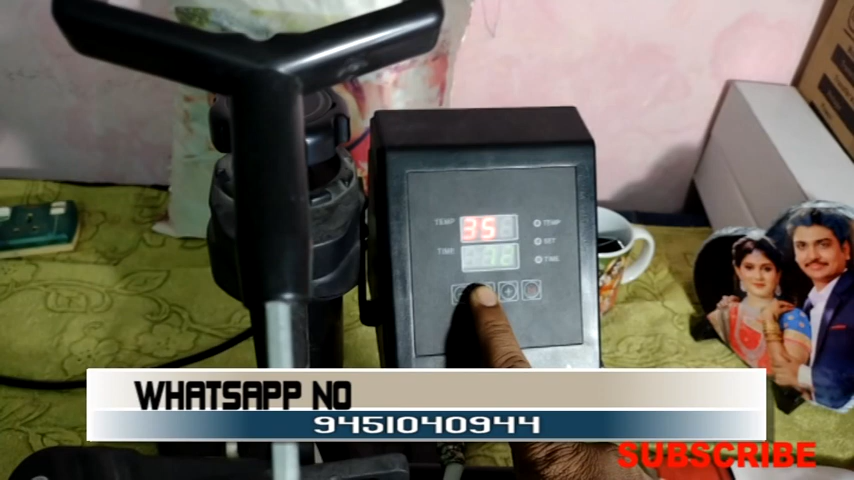 TEMP 35 TEMP
SET
TIME TIME
WHATSAPP NO
9451040944
SUBSCRIBE